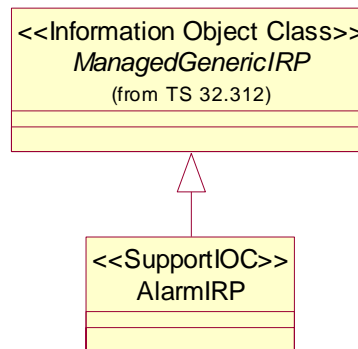 <<Information Object Class>>
ManagedGenericIRP
(from TS 32.312)
<<SupportIOC>>
AlarmIRP